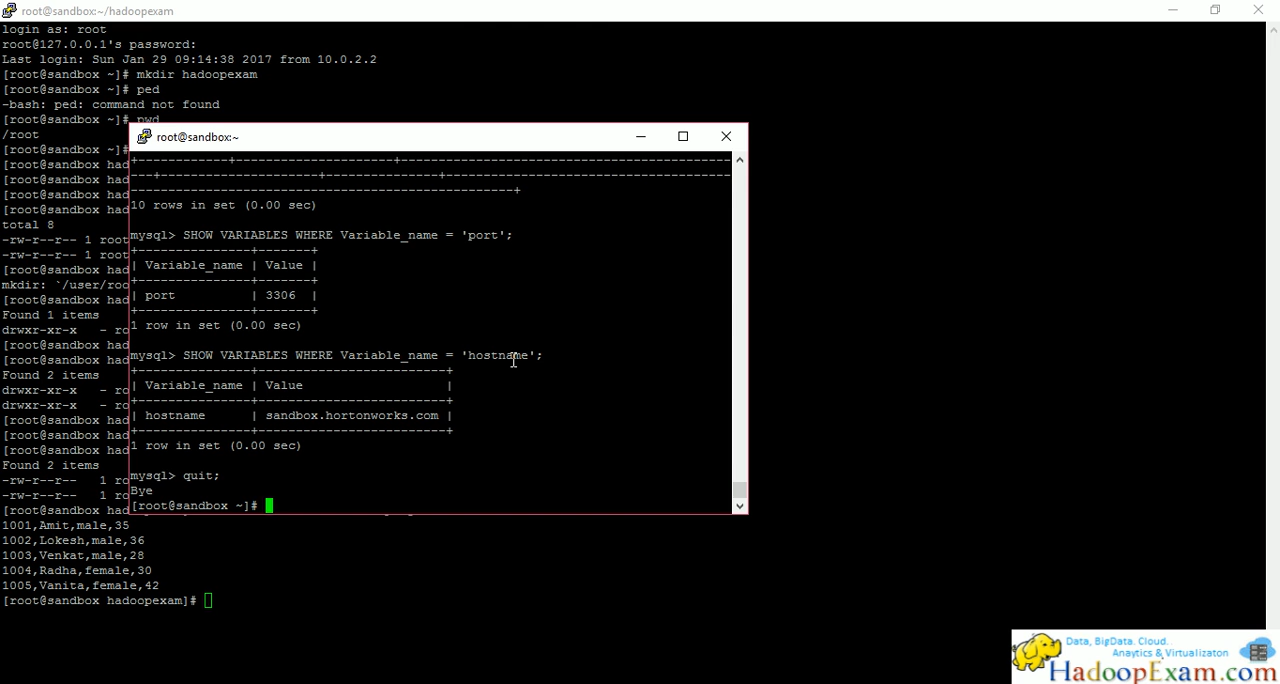 root@sandbox:~/hadoopexam
login as: root
root@127.0.0.1's password:
Last login: Sun Jan 29 09:14:38 2017 from 10.0.2.2
[root@sandbox ~]# mkdir hadoopexam
[root@sandbox ~]# ped
-bash: ped: command not found
[root@sandbox ~]# pwd
/root
[root@sandbox ~]#
[root@sandbox had
[root@sandbox had
[root@sandbox had
[root@sandbox had
total 8
-rw-r--r-- 1 root
-rw-r--r-- 1 root
[root@sandbox had
mkdir: `/user/roo
[root@sandbox had
Found 1 items
drwxr-xr-x   - ro
[root@sandbox had
[root@sandbox had
Found 2 items
drwxr-xr-x   - ro
drwxr-xr-x   - ro
[root@sandbox had
[root@sandbox had
[root@sandbox had
Found 2 items
-rw-r--r--   1 ro
-rw-r--r--   1 ro
[root@sandbox had
1001,Amit,male,35
1002,Lokesh,male,36
1003,Venkat,male,28
1004,Radha,female,30
1005,Vanita,female,42
[root@sandbox hadoopexam]#
root@sandbox:~
+------------+---------------------+--------------------------------------------
---+---------------------+--------------+---------------------------------------
---------------------------------------------------+
10 rows in set (0.00 sec)
mysql> SHOW VARIABLES WHERE Variable_name = 'port';
+---------------+-------+
| Variable_name | Value |
+---------------+-------+
| port          | 3306  |
+---------------+-------+
1 row in set (0.00 sec)
mysql> SHOW VARIABLES WHERE Variable_name = 'hostname';
+---------------+-------------------------+
| Variable_name | Value                   |
+---------------+-------------------------+
| hostname      | sandbox.hortonworks.com |
+---------------+-------------------------+
1 row in set (0.00 sec)
mysql> quit;
Bye
[root@sandbox ~]#
Data, BigData. Cloud.
Anaytics & Virtualizaton
HadoopExam.com